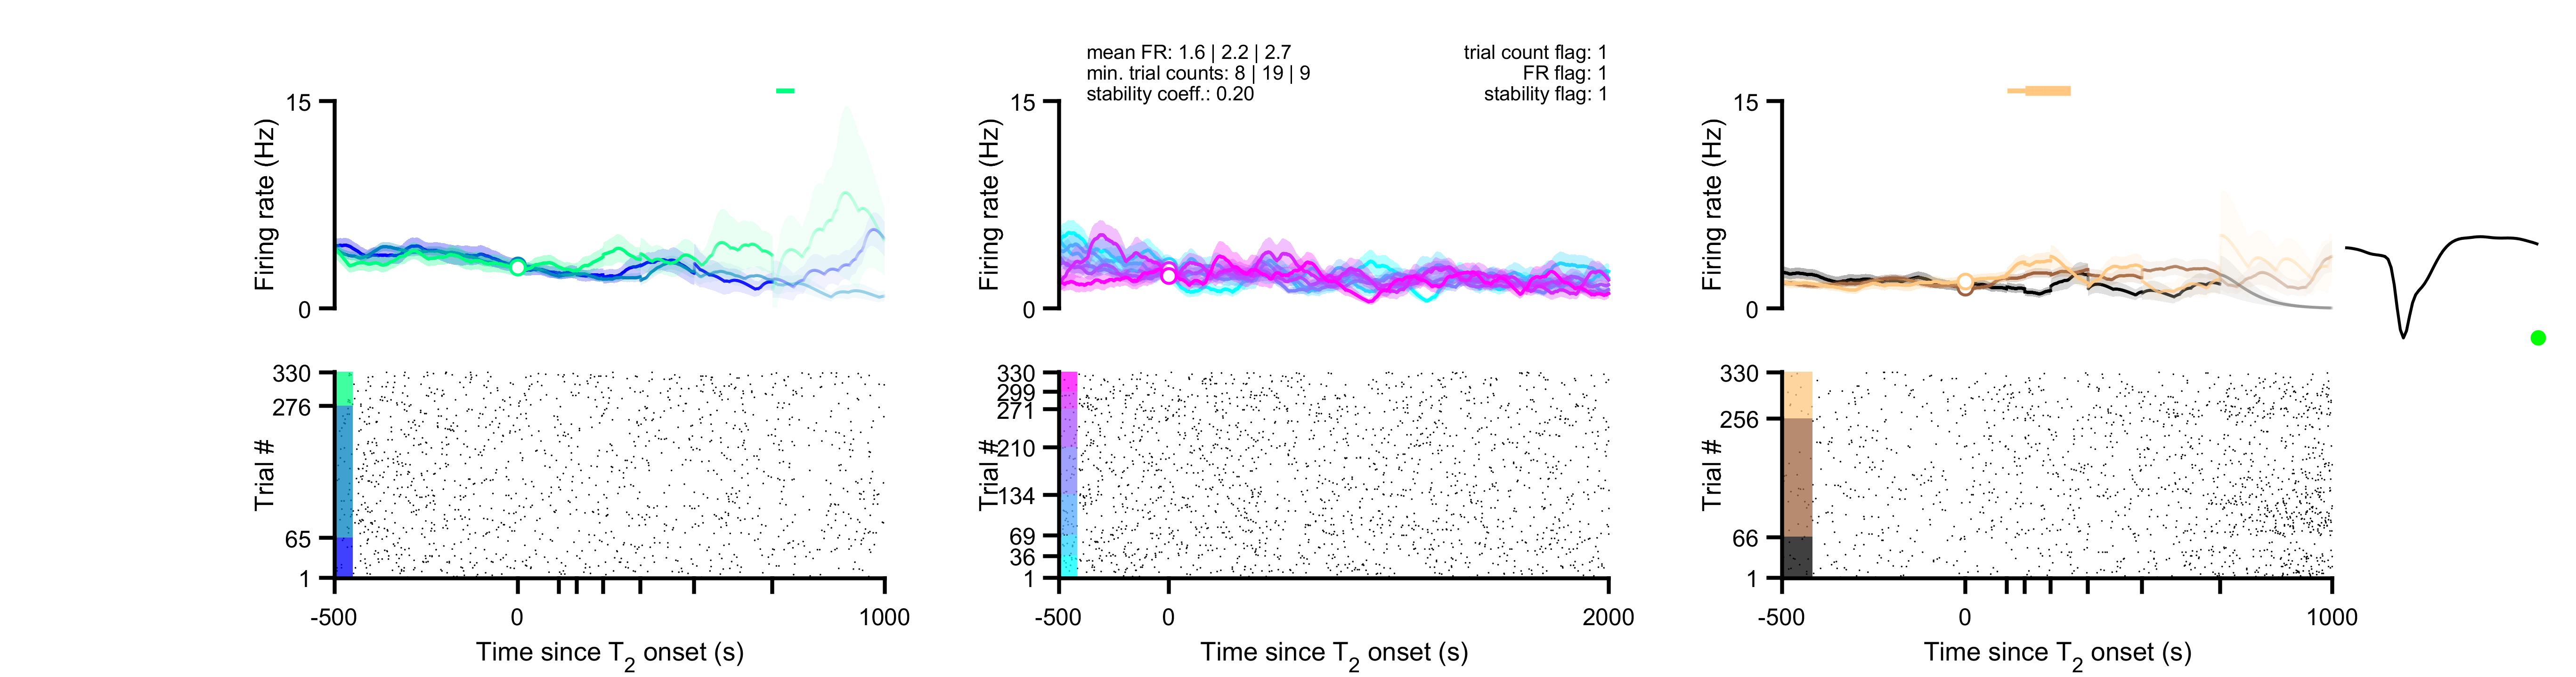 mean FR: 1.6 | 2.2 | 2.7
min. trial counts: 8 | 19 | 9
stability coeff.: 0.20
trial count flag: 1
FR flag: 1
stability flag: 1
15
Firing rate (Hz)
0
15
Firing rate (Hz)
0
15
Firing rate (Hz)
0
330
276
Trial #
65
1
-500
0
1000
Time since T2 onset (s)
330
299
271
210
Trial #
134
69
36
1
-500
0
2000
Time since T2 onset (s)
330
256
Trial #
66
1
-500
0
1000
Time since T2 onset (s)